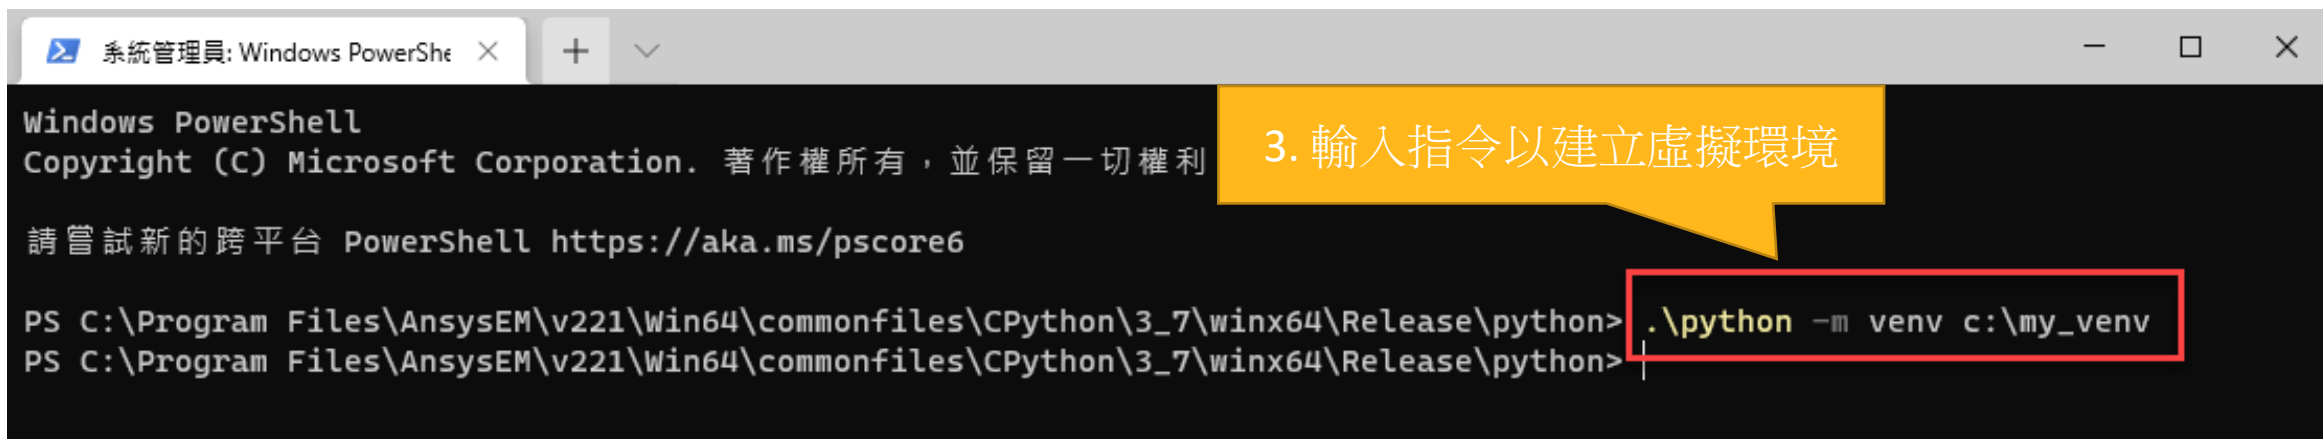 系統管理員: Windows PowerShe
Windows PowerShell
Copyright (C) Microsoft Corporation. 著作權所有，並保留一切權利
3. 輸入指令以建立虛擬環境
請嘗試新的跨平台 PowerShell https://aka.ms/pscore6
PS C:\Program Files\AnsysEM\v221\Win64\commonfiles\CPython\3_7\winx64\Release\python> .\python -m venv c:\my_venv
PS C:\Program Files\AnsysEM\v221\Win64\commonfiles\CPython\3_7\winx64\Release\python>